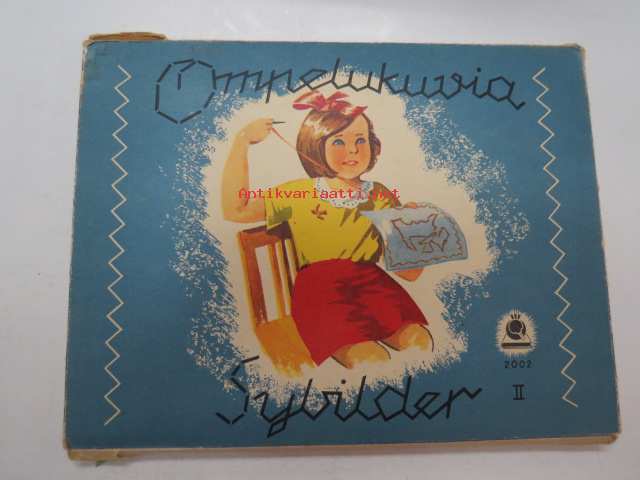 Ompelukuvia
Antikvariaatti.net
2002
II
Sybilder